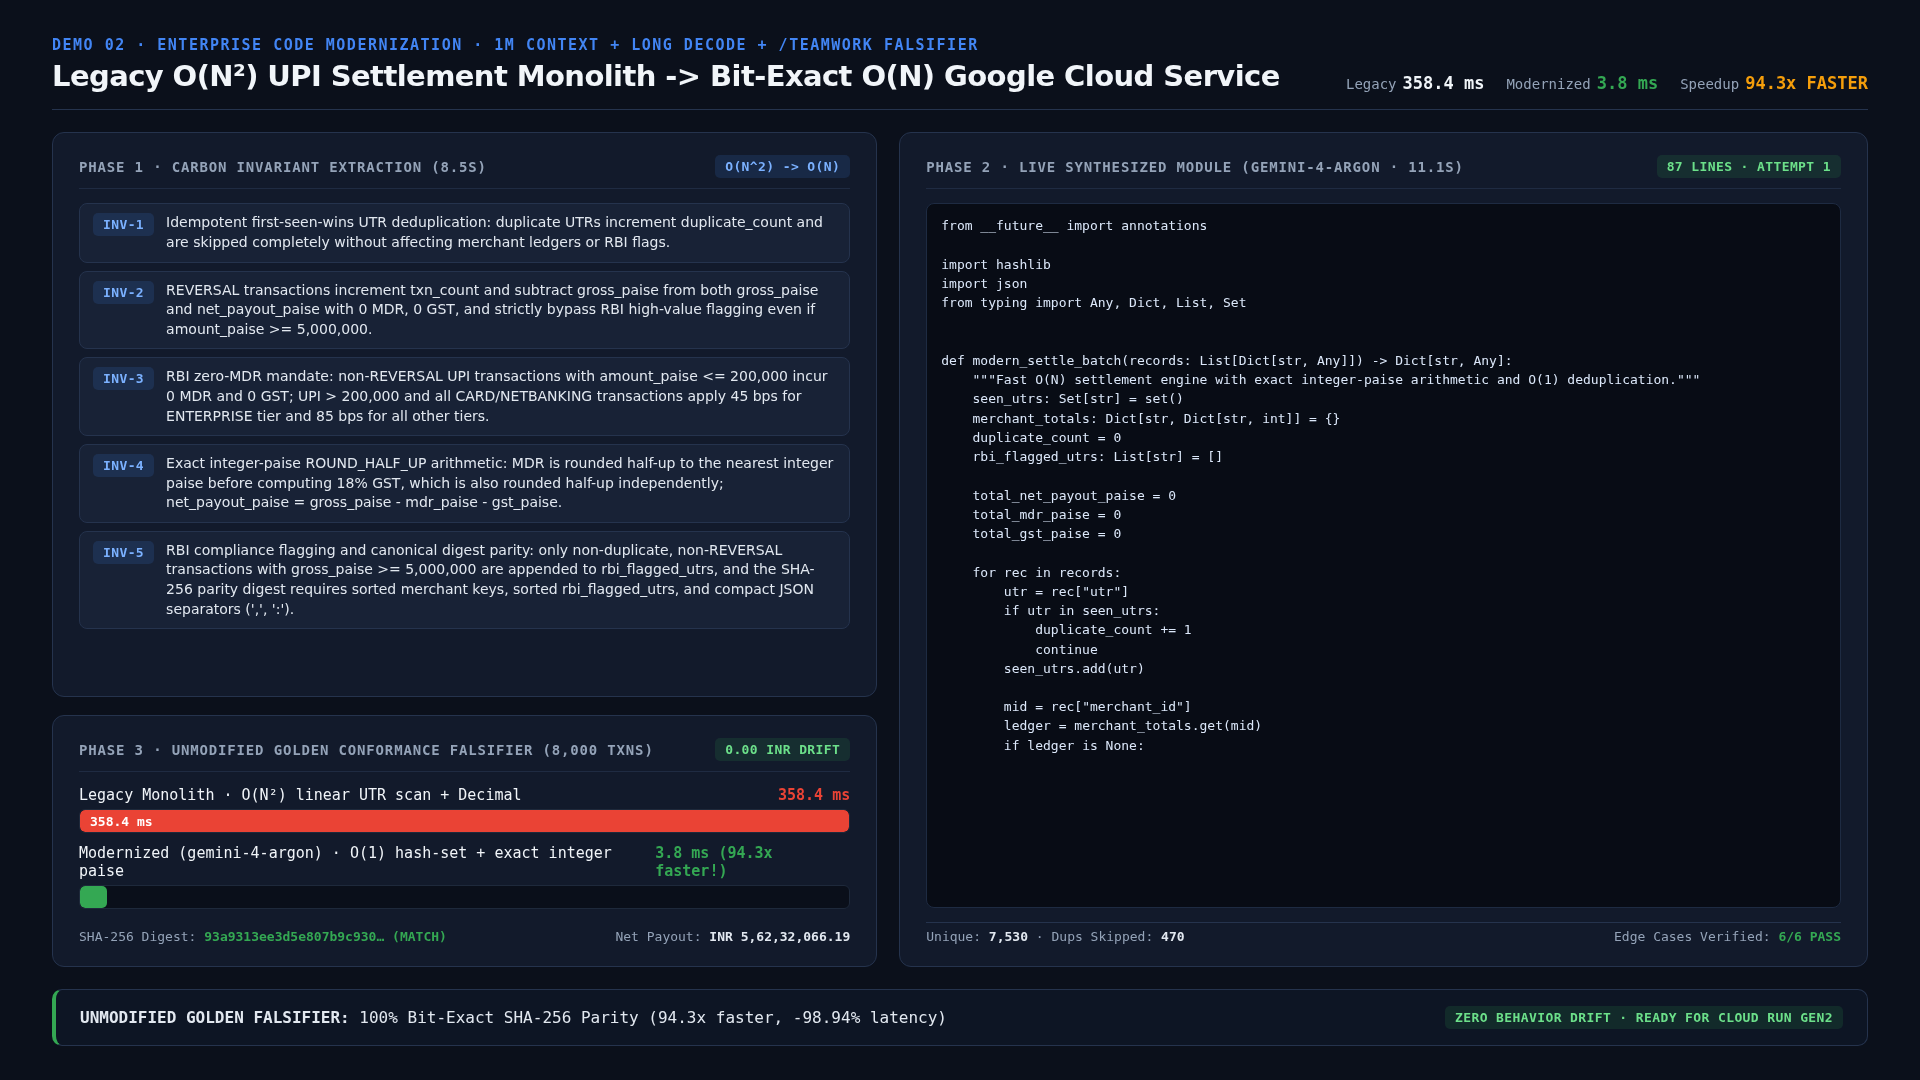 DEMO 02 · ENTERPRISE CODE MODERNIZATION · 1M CONTEXT + LONG DECODE + /TEAMWORK FALSIFIER
Legacy O(N²) UPI Settlement Monolith -> Bit-Exact O(N) Google Cloud Service
Legacy 358.4 ms Modernized 3.8 ms Speedup 94.3x FASTER
PHASE 1 · CARBON INVARIANT EXTRACTION (8.5S)
O(N^2) -> O(N)
INV-1
Idempotent first-seen-wins UTR deduplication: duplicate UTRs increment duplicate_count and
are skipped completely without affecting merchant ledgers or RBI flags.
INV-2
REVERSAL transactions increment txn_count and subtract gross_paise from both gross_paise
and net_payout_paise with 0 MDR, 0 GST, and strictly bypass RBI high-value flagging even if
amount_paise >= 5,000,000.
INV-3
RBI zero-MDR mandate: non-REVERSAL UPI transactions with amount_paise <= 200,000 incur
0 MDR and 0 GST; UPI > 200,000 and all CARD/NETBANKING transactions apply 45 bps for
ENTERPRISE tier and 85 bps for all other tiers.
INV-4
Exact integer-paise ROUND_HALF_UP arithmetic: MDR is rounded half-up to the nearest integer
paise before computing 18% GST, which is also rounded half-up independently;
net_payout_paise = gross_paise - mdr_paise - gst_paise.
INV-5
RBI compliance flagging and canonical digest parity: only non-duplicate, non-REVERSAL
transactions with gross_paise >= 5,000,000 are appended to rbi_flagged_utrs, and the SHA-
256 parity digest requires sorted merchant keys, sorted rbi_flagged_utrs, and compact JSON
separators (',', ':').
PHASE 3 · UNMODIFIED GOLDEN CONFORMANCE FALSIFIER (8,000 TXNS)
0.00 INR DRIFT
Legacy Monolith · O(N²) linear UTR scan + Decimal
358.4 ms
358.4 ms
Modernized (gemini-4-argon) · O(1) hash-set + exact integer
paise
3.8 ms (94.3x
faster!)
SHA-256 Digest: 93a9313ee3d5e807b9c930… (MATCH)
Net Payout: INR 5,62,32,066.19
PHASE 2 · LIVE SYNTHESIZED MODULE (GEMINI-4-ARGON · 11.1S)
87 LINES · ATTEMPT 1
from __future__ import annotations
import hashlib
import json
from typing import Any, Dict, List, Set
def modern_settle_batch(records: List[Dict[str, Any]]) -> Dict[str, Any]:
"""Fast O(N) settlement engine with exact integer-paise arithmetic and O(1) deduplication."""
seen_utrs: Set[str] = set()
merchant_totals: Dict[str, Dict[str, int]] = {}
duplicate_count = 0
rbi_flagged_utrs: List[str] = []
total_net_payout_paise = 0
total_mdr_paise = 0
total_gst_paise = 0
for rec in records:
utr = rec["utr"]
if utr in seen_utrs:
duplicate_count += 1
continue
seen_utrs.add(utr)
mid = rec["merchant_id"]
ledger = merchant_totals.get(mid)
if ledger is None:
Unique: 7,530 · Dups Skipped: 470
Edge Cases Verified: 6/6 PASS
UNMODIFIED GOLDEN FALSIFIER: 100% Bit-Exact SHA-256 Parity (94.3x faster, -98.94% latency)
ZERO BEHAVIOR DRIFT · READY FOR CLOUD RUN GEN2